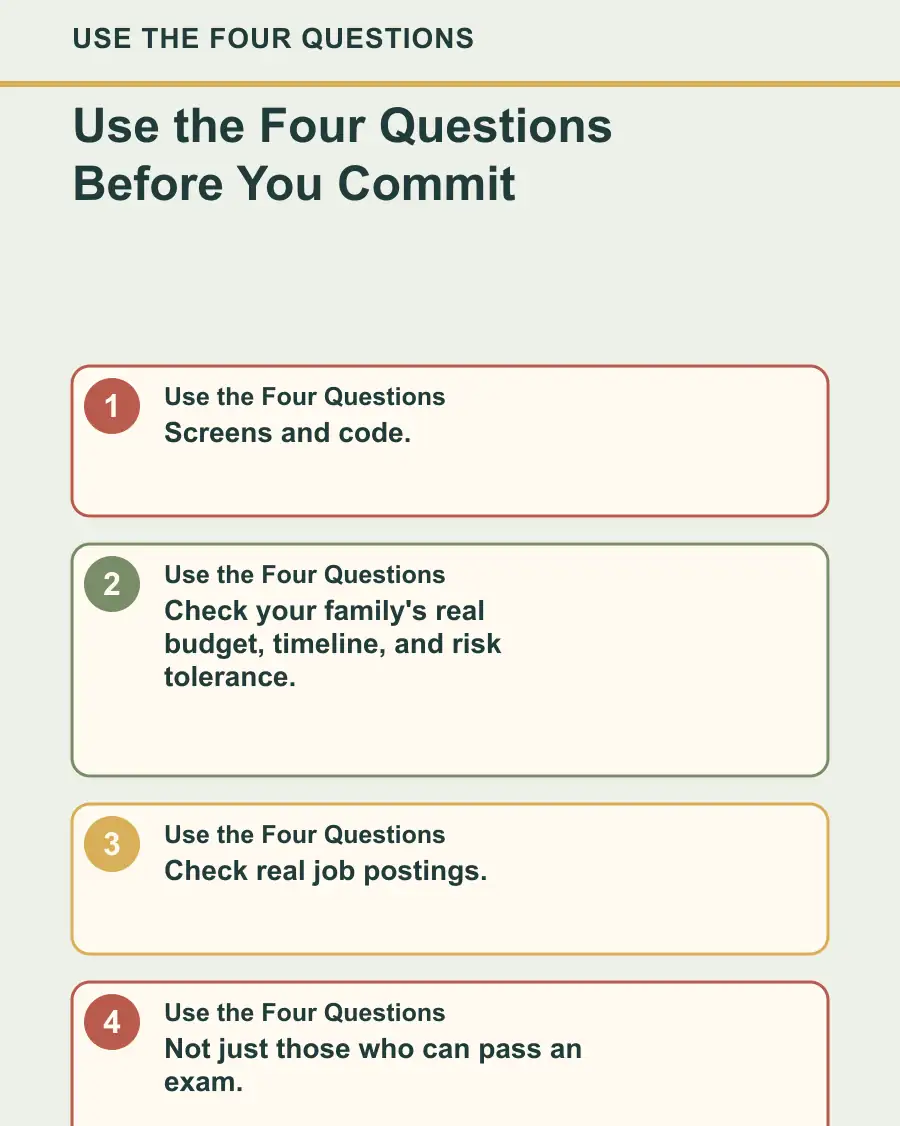 USE THE FOUR QUESTIONS
Use the Four Questions
Before You Commit
1
Use the Four Questions
Screens and code.
2
Use the Four Questions
Check your family's real
budget, timeline, and risk
tolerance.
3
Use the Four Questions
Check real job postings.
4
Use the Four Questions
Not just those who can pass an
exam.